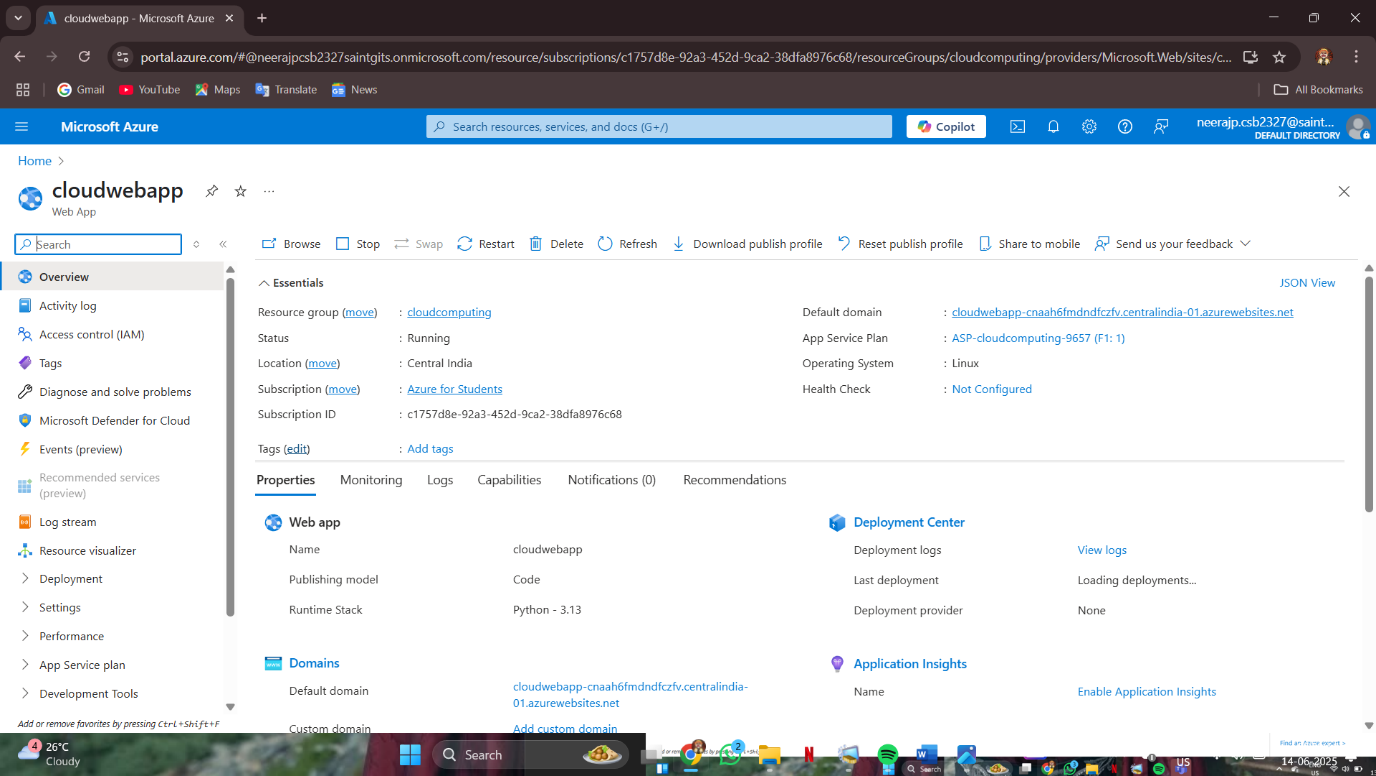 cloudwebapp - Microsoft Azure
portal.azure.com/#@neerajpcsb2327saintgits.onmicrosoft.com/resource/subscriptions/c1757d8e-92a3-452d-9ca2-38dfa8976c68/resourceGroups/cloudcomputing/providers/Microsoft.Web/sites/c...
Gmail YouTube Maps Translate News All Bookmarks
Microsoft Azure Search resources, services, and docs (G+/) Copilot neerajp.csb2327@saint...
DEFAULT DIRECTORY
Home
cloudwebapp
Web App
Search
Browse Stop Swap Restart Delete Refresh Download publish profile Reset publish profile Share to mobile Send us your feedback
Overview
Activity log
Access control (IAM)
Tags
Diagnose and solve problems
Microsoft Defender for Cloud
Events (preview)
Recommended services
(preview)
Log stream
Resource visualizer
Deployment
Settings
Performance
App Service plan
Development Tools
Add or remove favorites by pressing Ctrl+Shift+F
Essentials JSON View
Resource group (move) : cloudcomputing
Status : Running
Location (move) : Central India
Subscription (move) : Azure for Students
Subscription ID : c1757d8e-92a3-452d-9ca2-38dfa8976c68
Tags (edit) : Add tags
Default domain : cloudwebapp-cnaah6fmdndfczfv.centralindia-01.azurewebsites.net
App Service Plan : ASP-cloudcomputing-9657 (F1: 1)
Operating System : Linux
Health Check : Not Configured
Properties Monitoring Logs Capabilities Notifications (0) Recommendations
Web app
Name cloudwebapp
Publishing model Code
Runtime Stack Python - 3.13
Domains
Default domain cloudwebapp-cnaah6fmdndfczfv.centralindia-
01.azurewebsites.net
Custom domain Add custom domain
Deployment Center
Deployment logs View logs
Last deployment Loading deployments...
Deployment provider None
Application Insights
Name Enable Application Insights
4
26°C
Cloudy
Search
2
Search
Find an Azure expert >
US
14-06-2025